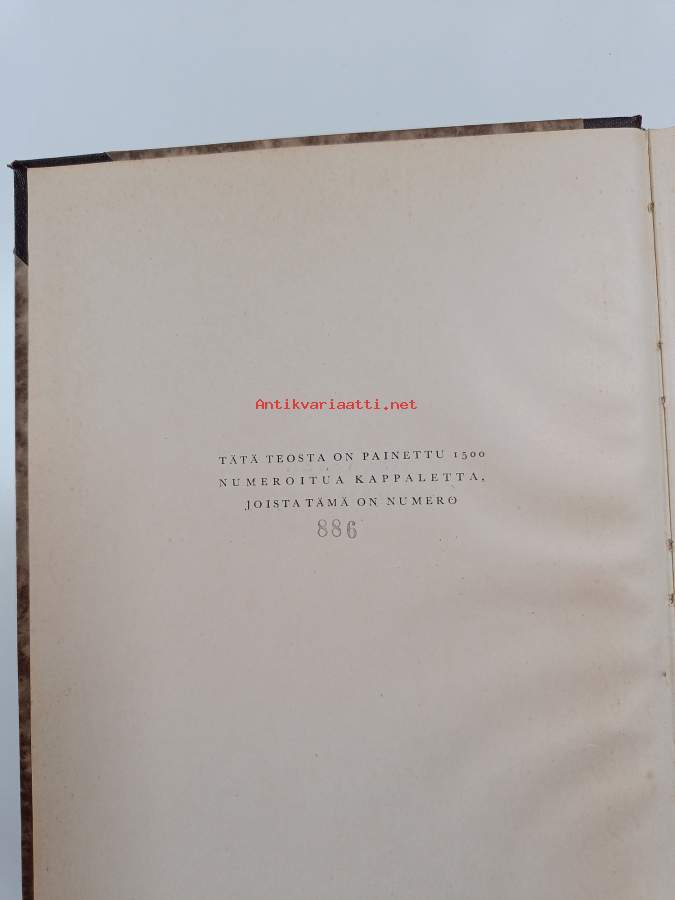 Antikvariaatti.net
TÄTÄ TEOSTA ON PAINETTU 1500
NUMEROITUA KAPPALETTA,
JOISTA TÄMÄ ON NUMERO
886